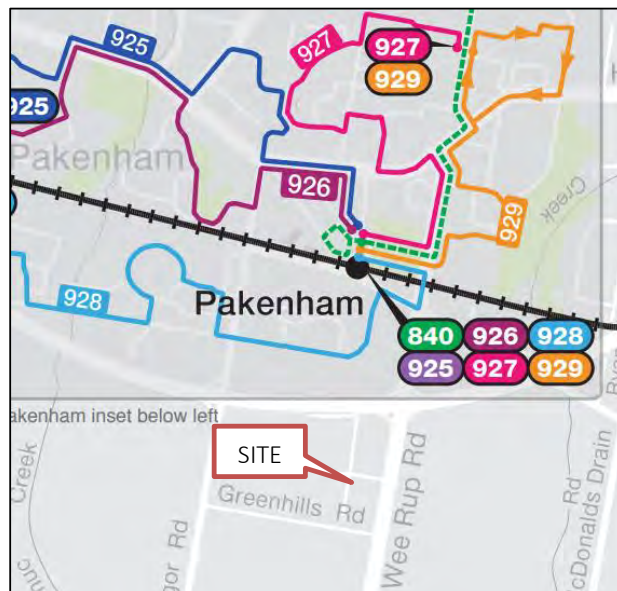 925
927
927
929
925
Pakenham
926
929
Creek
928
Pakenham
840 926 928
925 927 929
akenham inset below left
SITE
Creek
Greenhills Rd
Wee Rup Rd
Rd
McDonalds Drain
gor Rd